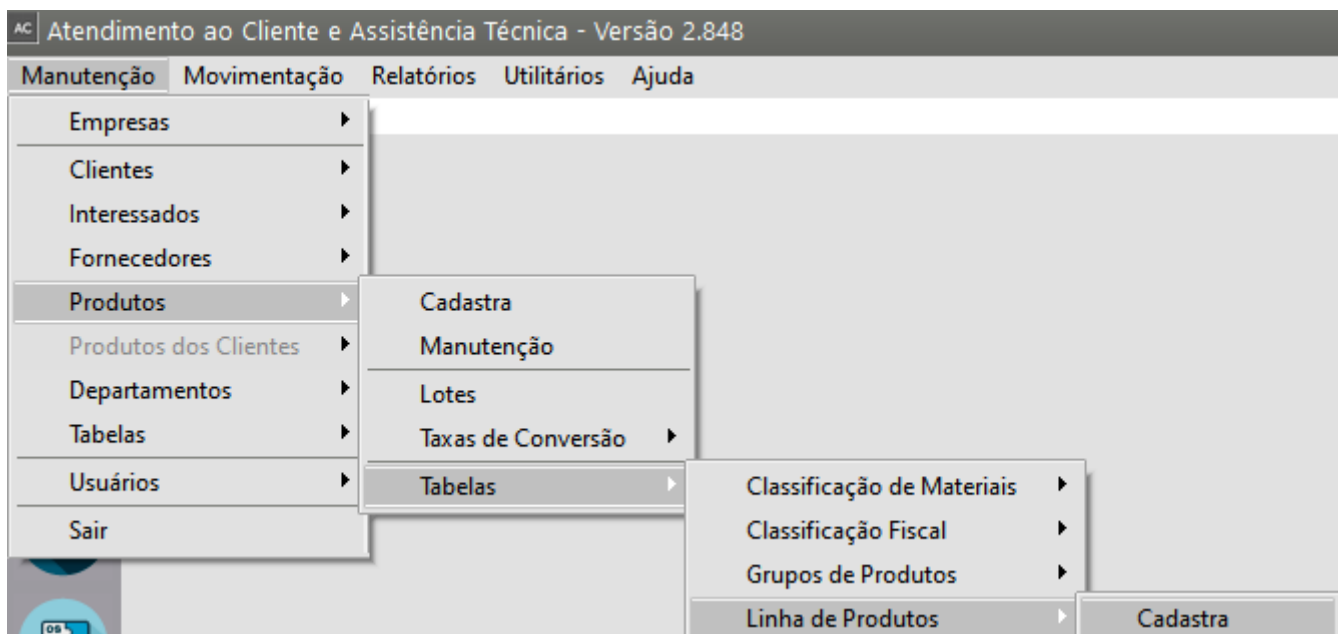 AC Atendimento ao Cliente e Assistência Técnica - Versão 2.848
Manutenção Movimentação Relatórios Utilitários Ajuda
Empresas
Clientes
Interessados
Fornecedores
Produtos
Produtos dos Clientes
Departamentos
Tabelas
Usuários
Sair
Cadastra
Manutenção
Lotes
Taxas de Conversão
Tabelas
Classificação de Materiais
Classificação Fiscal
Grupos de Produtos
Linha de Produtos
Cadastra
OS